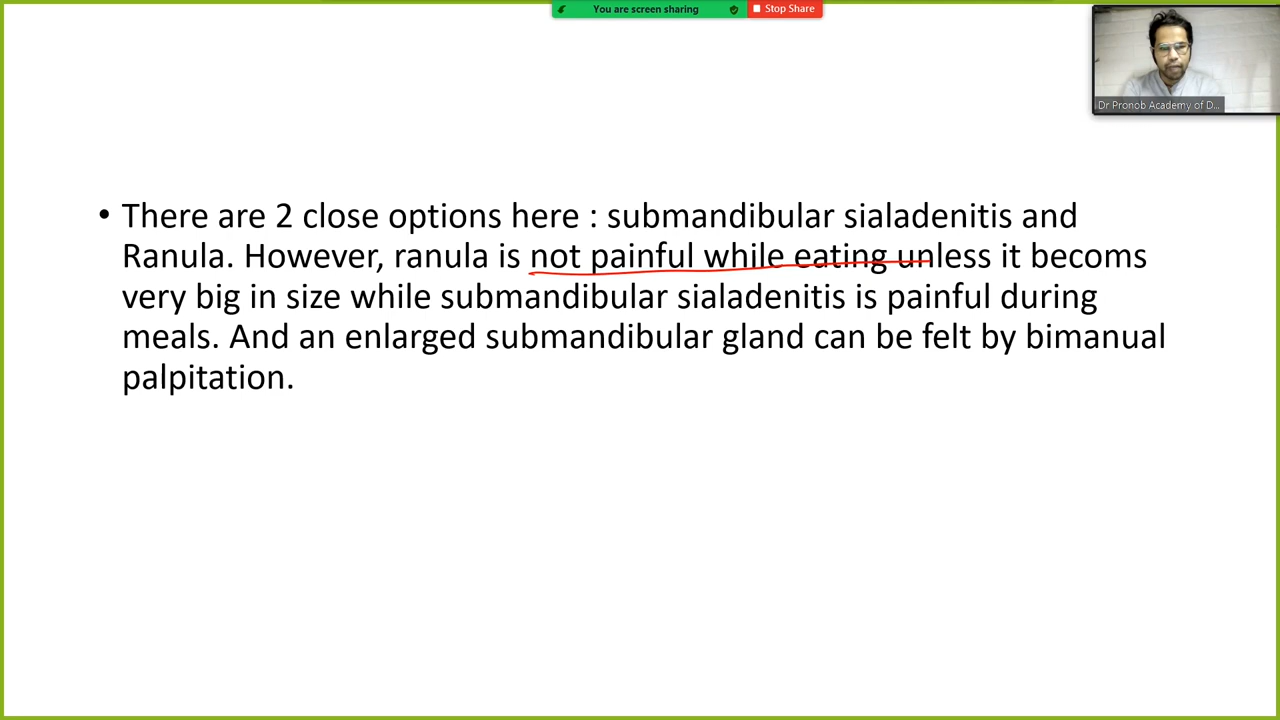 You are screen sharing
Stop Share
Dr Pronob Academy of D...
• There are 2 close options here : submandibular sialadenitis and
Ranula. However, ranula is not painful while eating unless it becoms
very big in size while submandibular sialadenitis is painful during
meals. And an enlarged submandibular gland can be felt by bimanual
palpitation.